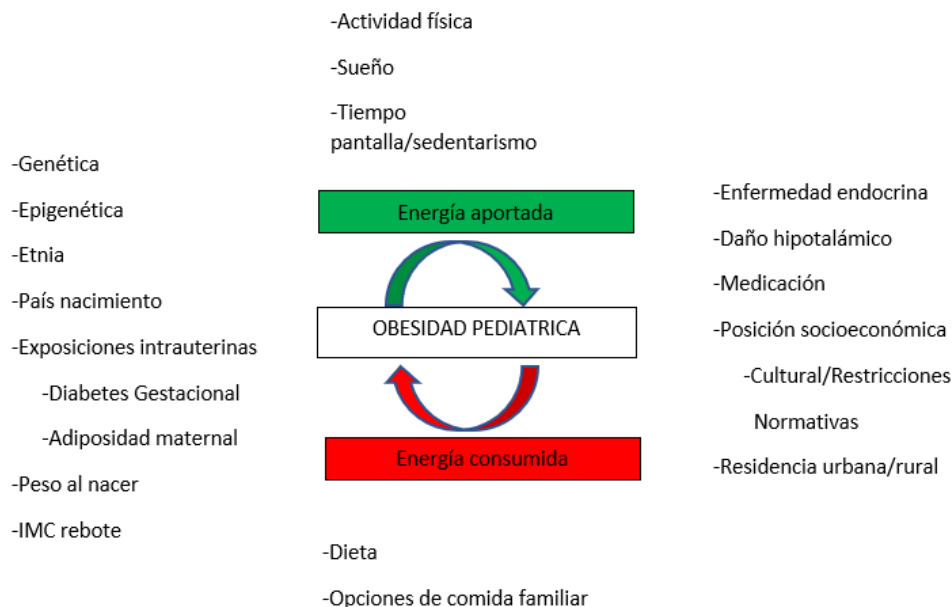 -Actividad física
-Sueño
-Tiempo
pantalla/sedentarismo
-Genética
-Epigenética
-Etnia
-País nacimiento
-Exposiciones intrauterinas
-Diabetes Gestacional
-Adiposidad maternal
-Peso al nacer
-IMC rebote
Energía aportada
OBESIDAD PEDIATRICA
Energía consumida
-Enfermedad endocrina
-Daño hipotalámico
-Medicación
-Posición socioeconómica
-Cultural/Restricciones
Normativas
-Residencia urbana/rural
-Dieta
-Opciones de comida familiar